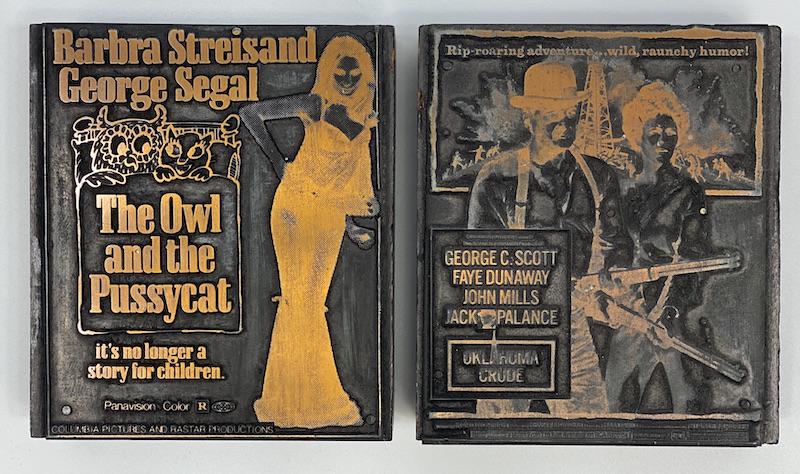 Barbra Streisand
George Segal
The Owl
and the
Pussycat
it's no longer a
story for children.
Panavision Color R
COLUMBIA PICTURES AND RASTAR PRODUCTIONS
Rip-roaring adventure...wild, raunchy humor!
GEORGE C. SCOTT
FAYE DUNAWAY
JOHN MILLS
JACK PALANCE
OKLAHOMA
CRUDE